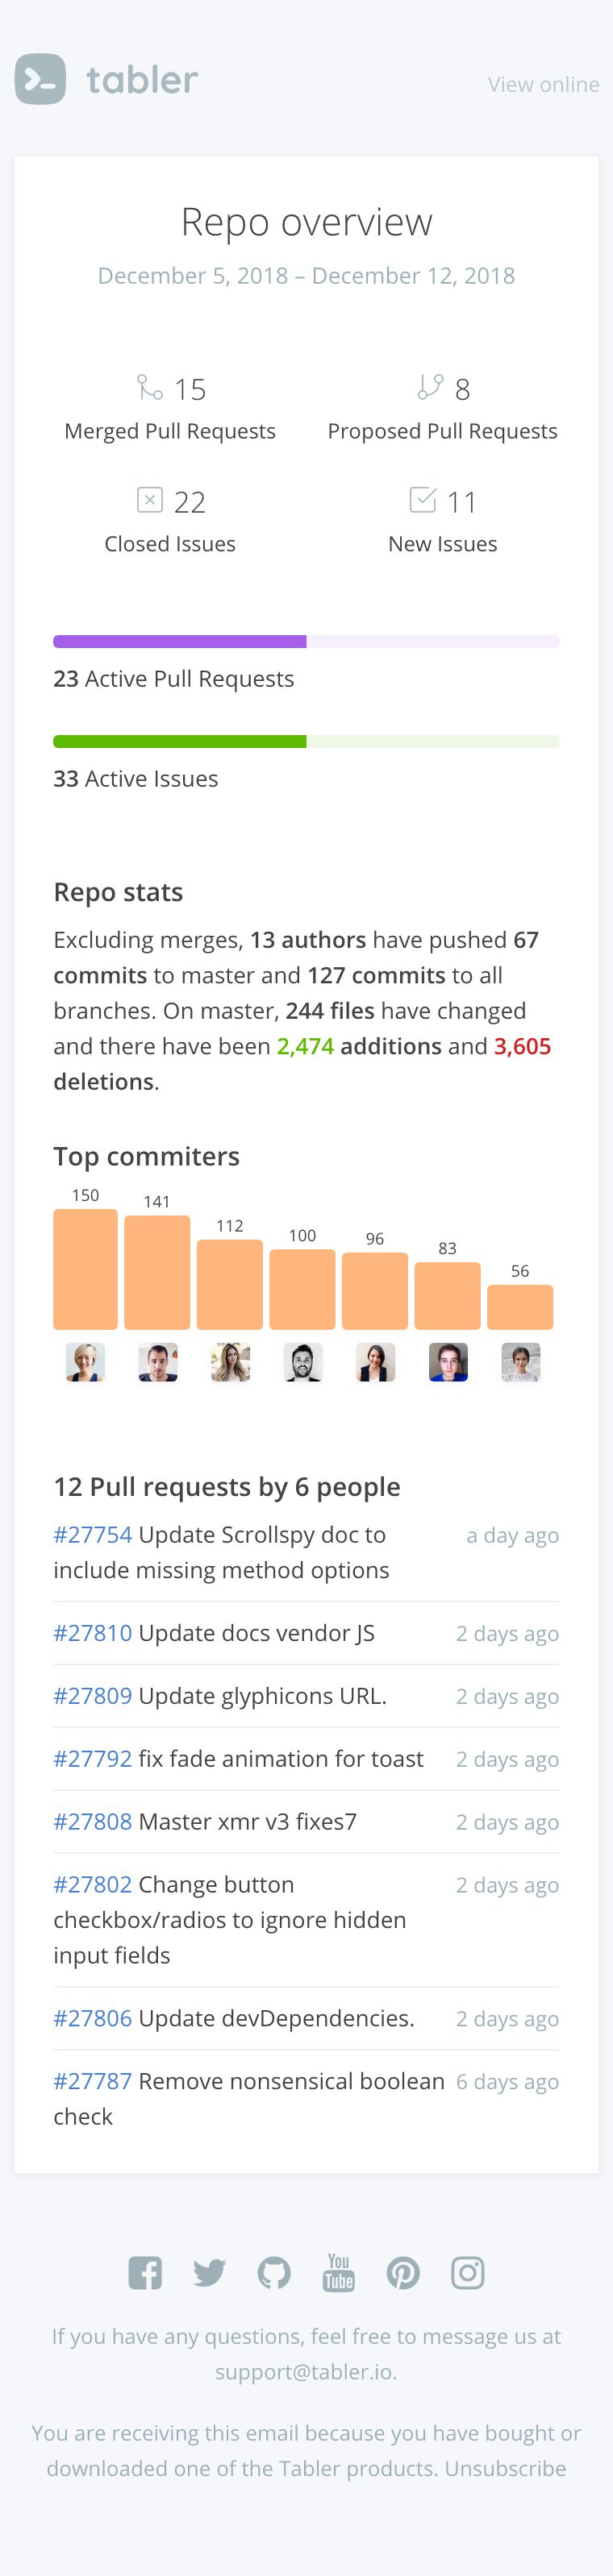 tabler
View online
Repo overview
December 5, 2018 – December 12, 2018
15
8
Merged Pull Requests
Proposed Pull Requests
22
11
Closed Issues
New Issues
23 Active Pull Requests
33 Active Issues
Repo stats
Excluding merges, 13 authors have pushed 67
commits to master and 127 commits to all
branches. On master, 244 files have changed
and there have been 2,474 additions and 3,605
deletions.
Top commiters
150 141 112 100 96 83 56
12 Pull requests by 6 people
#27754 Update Scrollspy doc to a day ago
include missing method options
#27810 Update docs vendor JS 2 days ago
#27809 Update glyphicons URL. 2 days ago
#27792 fix fade animation for toast 2 days ago
#27808 Master xmr v3 fixes7 2 days ago
#27802 Change button 2 days ago
checkbox/radios to ignore hidden
input fields
#27806 Update devDependencies. 2 days ago
#27787 Remove nonsensical boolean 6 days ago
check
You
Tube
If you have any questions, feel free to message us at
support@tabler.io.
You are receiving this email because you have bought or
downloaded one of the Tabler products. Unsubscribe